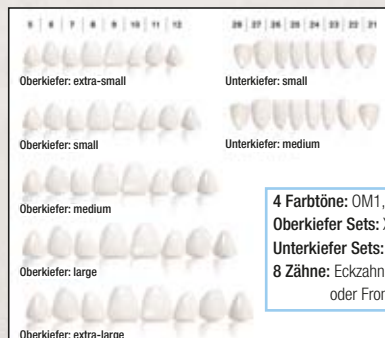 5 | 6 | 7 | 8 | 9 | 10 | 11 | 12
28 | 27 | 26 | 25 | 24 | 23 | 22 | 21
Oberkiefer: extra-small
Unterkiefer: small
Oberkiefer: small
Unterkiefer: medium
Oberkiefer: medium
Oberkiefer: large
Oberkiefer: extra-large
4 Farbtöne: OM1,
Oberkiefer Sets:
Unterkiefer Sets:
8 Zähne: Eckzahn
oder Fron